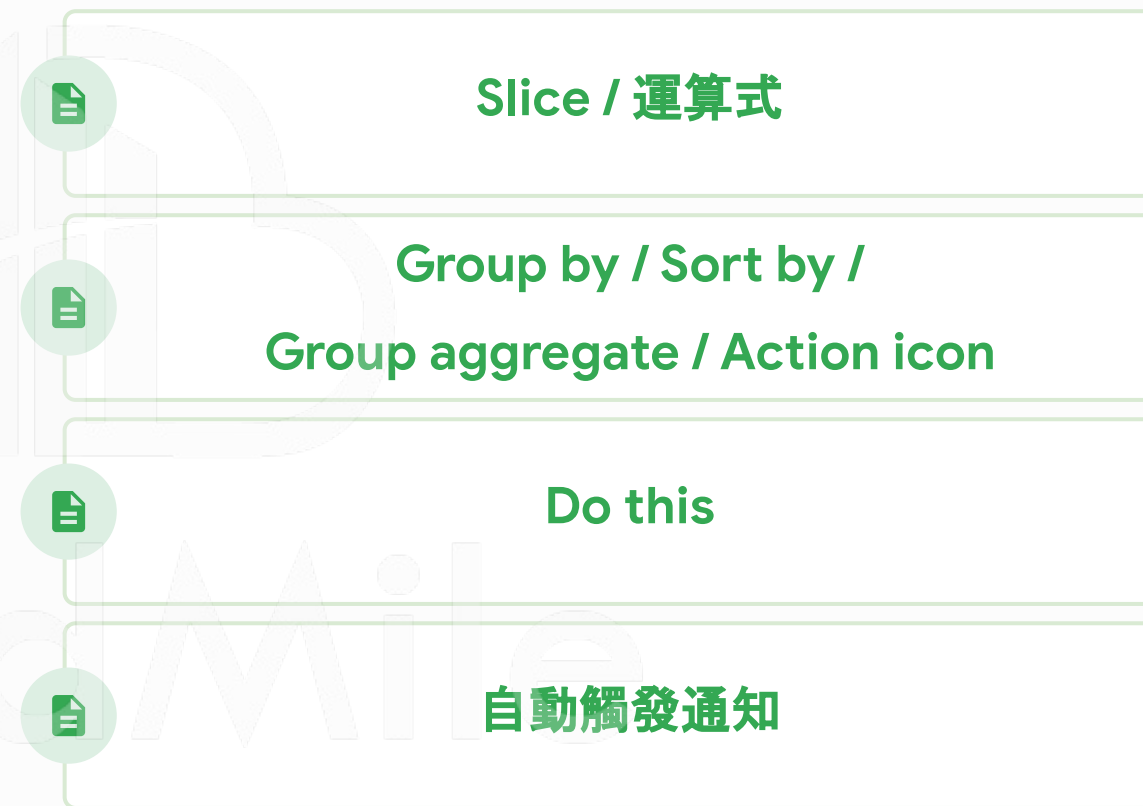 Slice / 運算式
Group by / Sort by /
Group aggregate / Action icon
Do this
自動觸發通知
dMile